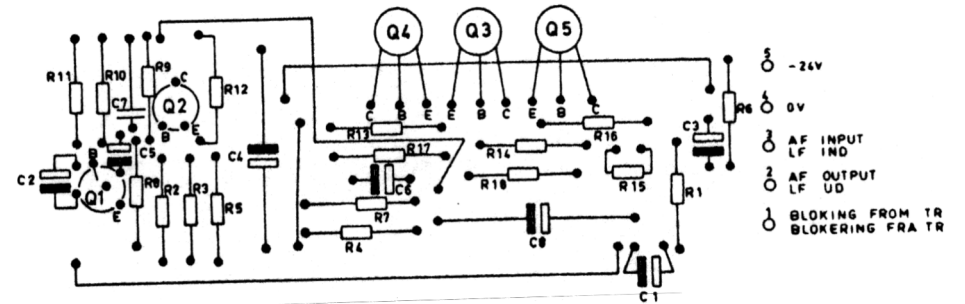 Q4 Q3 Q5
C B E E B C E B C
R11 R10 R9 C7 C Q2 B E R12
C2 B Q1 E C5 R8 R2 R3 R5
C4
R13 R17 C6 R7 R4
R14 R18 C8
R16 R15 R1 C3 R6
C1
5 -24V
4 0V
3 AF INPUT
LF IND
2 AF OUTPUT
LF UD
1 BLOKING FROM TR
BLOKERING FRA TR